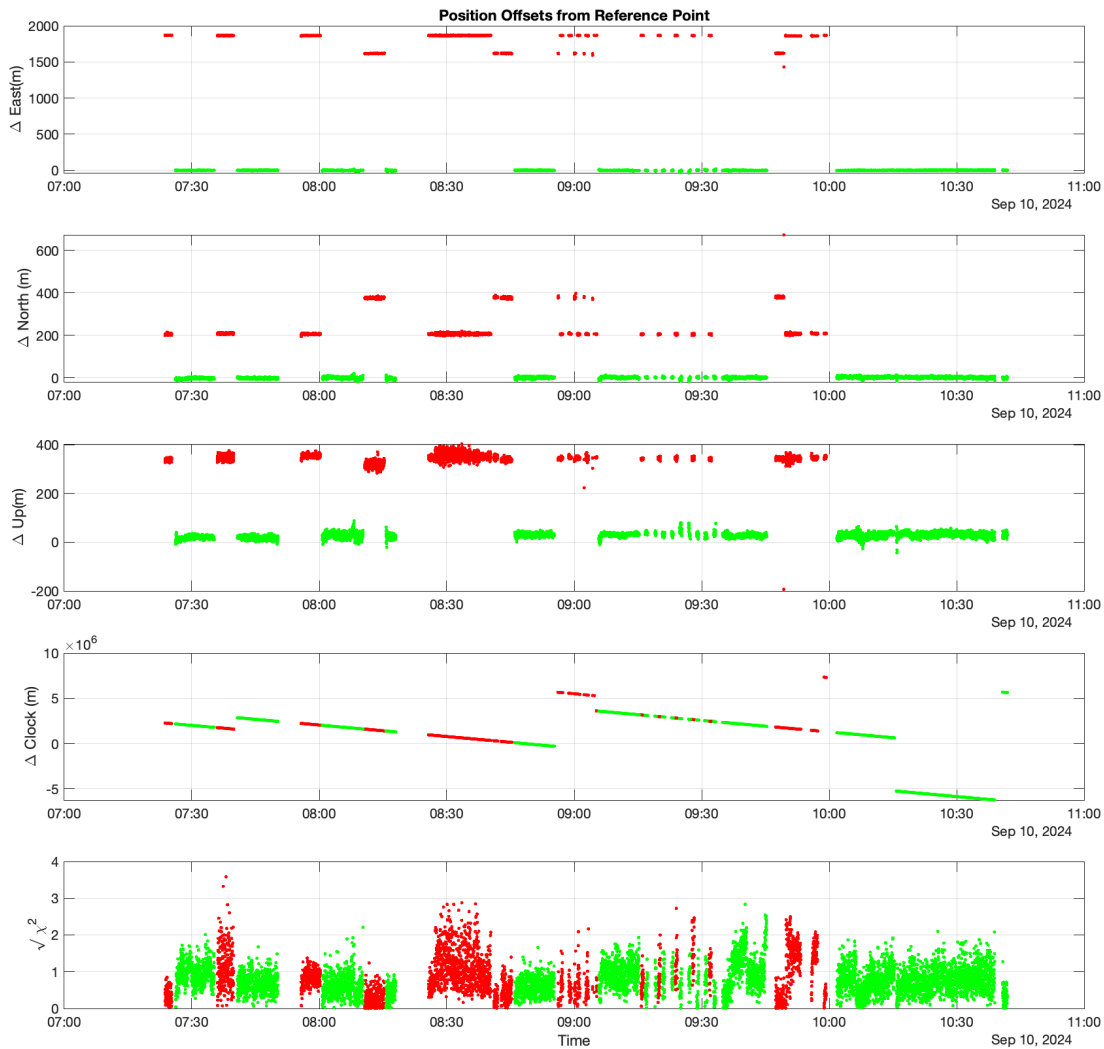 Position Offsets from Reference Point
2000
1500
1000
500
0
Δ East(m)
07:00 07:30 08:00 08:30 09:00 09:30 10:00 10:30 11:00
Sep 10, 2024
600
400
200
0
Δ North (m)
07:00 07:30 08:00 08:30 09:00 09:30 10:00 10:30 11:00
Sep 10, 2024
400
200
0
-200
Δ Up(m)
07:00 07:30 08:00 08:30 09:00 09:30 10:00 10:30 11:00
Sep 10, 2024
×10⁶
10
5
0
-5
Δ Clock (m)
07:00 07:30 08:00 08:30 09:00 09:30 10:00 10:30 11:00
Sep 10, 2024
4
3
2
1
0
√ χ²
07:00 07:30 08:00 08:30 09:00 09:30 10:00 10:30 11:00
Time
Sep 10, 2024